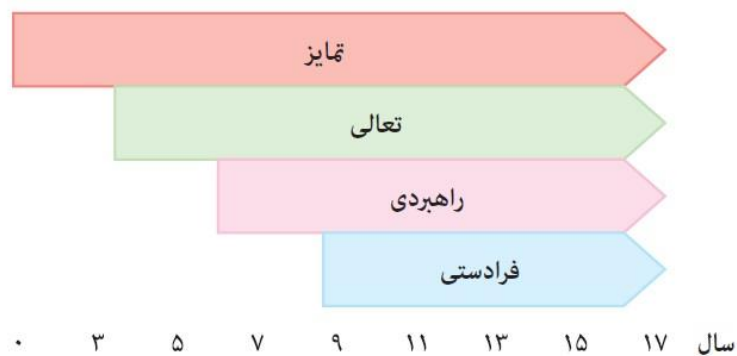 تمایز
تعالی
راهبردی
فرادستی
۰ ۳ ۵ ۷ ۹ ۱۱ ۱۳ ۱۵ ۱۷ سال